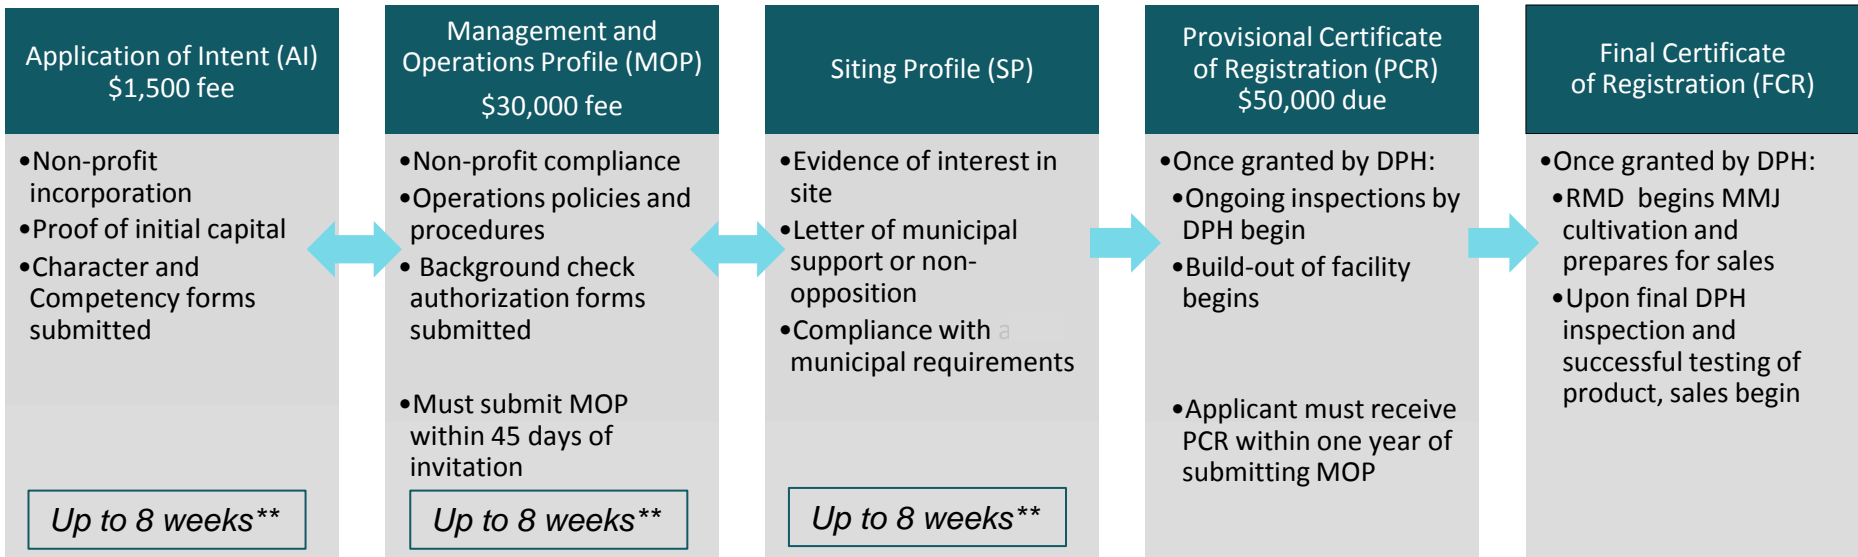 Application of Intent (AI)
$1,500 fee
•Non-profit
incorporation
•Proof of initial capital
•Character and
Competency forms
submitted
Up to 8 weeks**
Management and
Operations Profile (MOP)
$30,000 fee
•Non-profit compliance
•Operations policies and
procedures
• Background check
authorization forms
submitted
•Must submit MOP
within 45 days of
invitation
Up to 8 weeks**
Siting Profile (SP)
•Evidence of interest in
site
•Letter of municipal
support or non-
opposition
•Compliance with a
municipal requirements
Up to 8 weeks**
Provisional Certificate
of Registration (PCR)
$50,000 due
•Once granted by DPH:
•Ongoing inspections by
DPH begin
•Build-out of facility
begins
•Applicant must receive
PCR within one year of
submitting MOP
Final Certificate
of Registration (FCR)
•Once granted by DPH:
•RMD begins MMJ
cultivation and
prepares for sales
•Upon final DPH
inspection and
successful testing of
product, sales begin